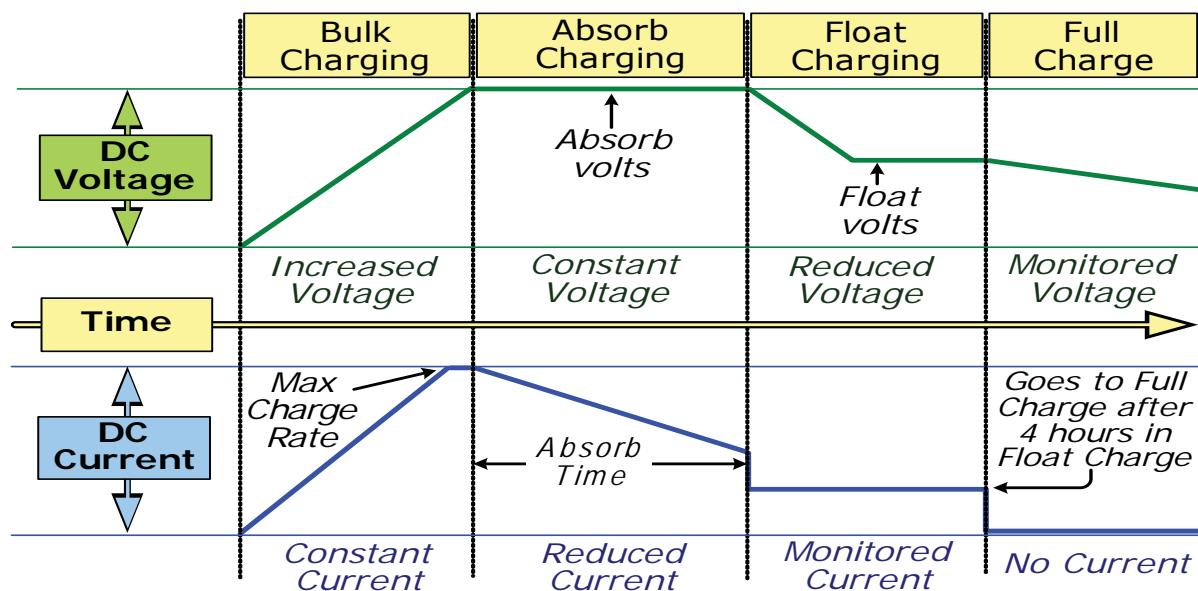 Bulk
Charging
Absorb
Charging
Float
Charging
Full
Charge
DC
Voltage
Absorb
volts
Float
volts
Increased
Voltage
Constant
Voltage
Reduced
Voltage
Monitored
Voltage
Time
DC
Current
Max
Charge
Rate
Absorb
Time
Goes to Full
Charge after
4 hours in
Float Charge
Constant
Current
Reduced
Current
Monitored
Current
No Current